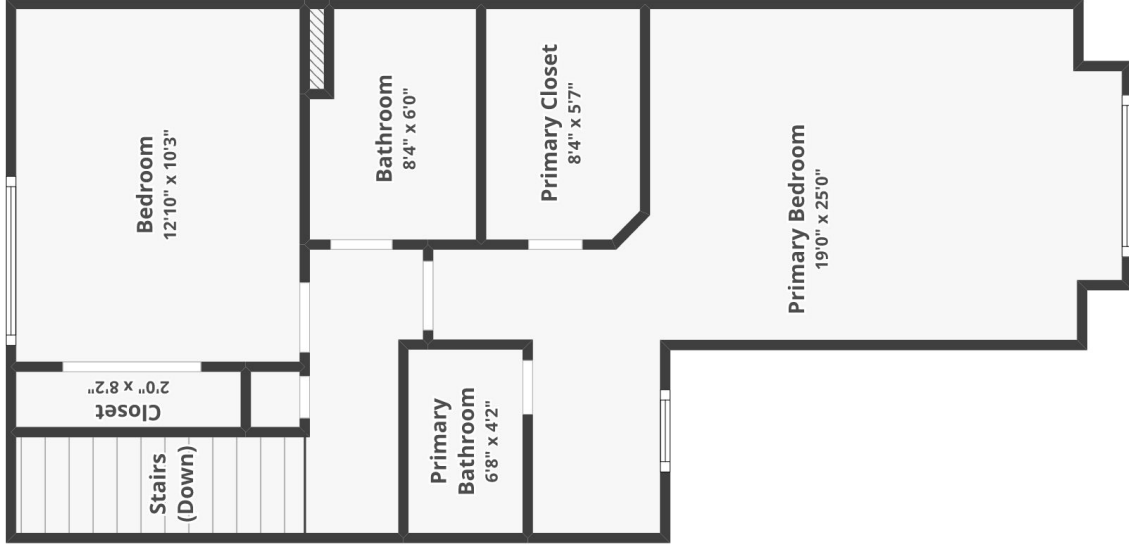 Bedroom
12'10" x 10'3"
Bathroom
8'4" x 6'0"
Primary Closet
8'4" x 5'7"
Primary Bedroom
19'0" x 25'0"
Closet
2'0" x 8'2"
Stairs
(Down)
Primary
Bathroom
6'8" x 4'2"